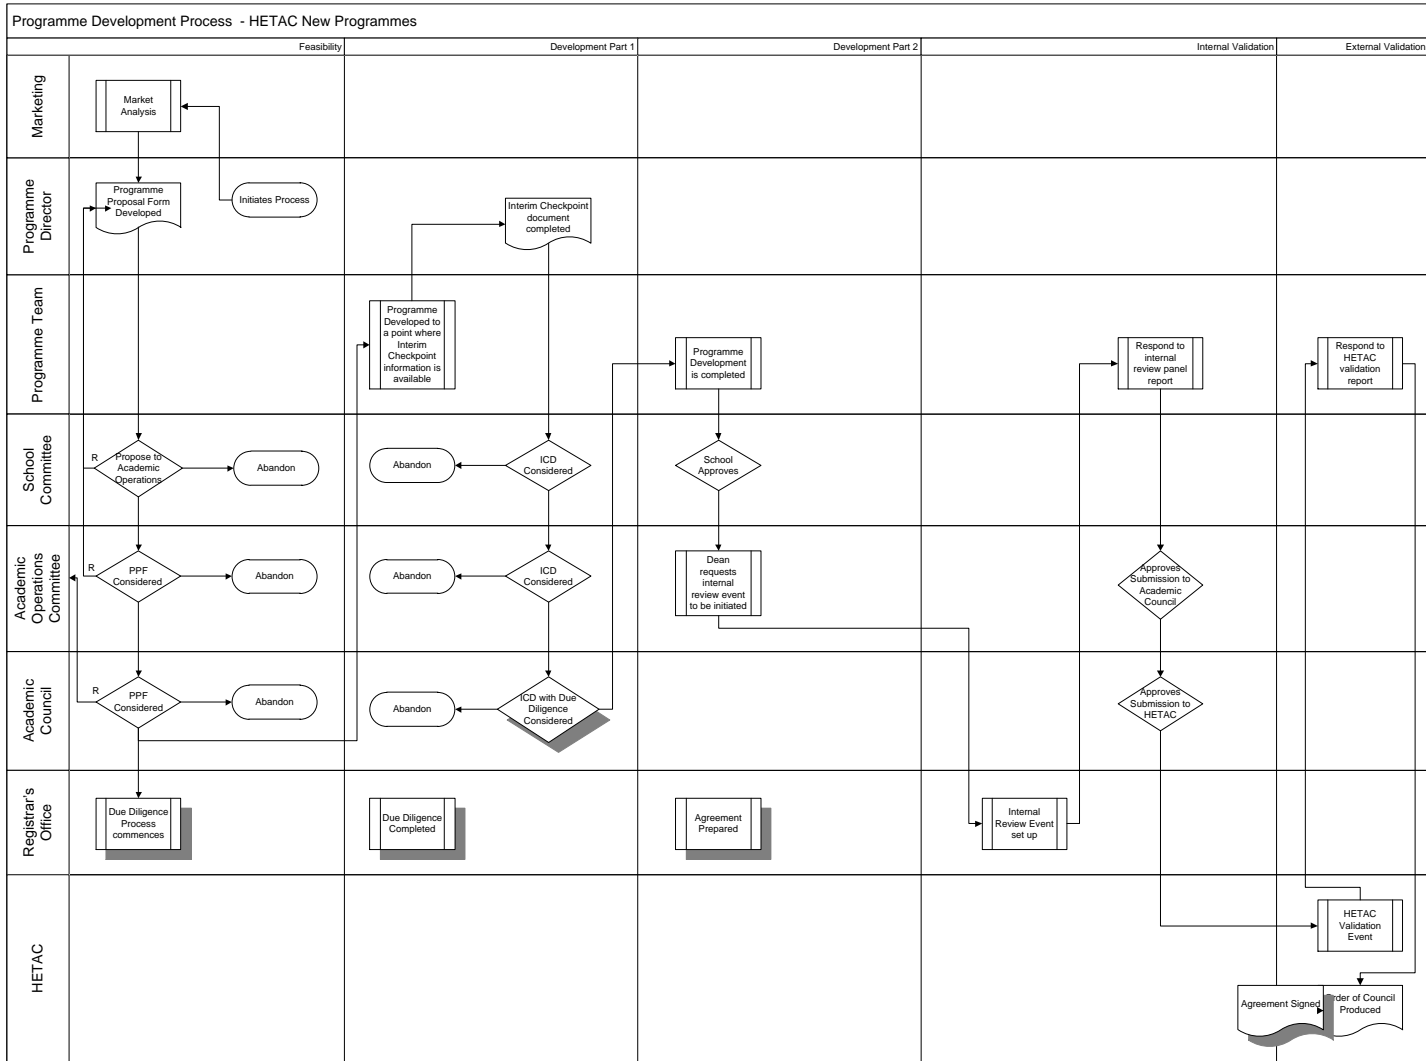 Programme Development Process - HETAC New Programmes
Feasibility
Development Part 1
Development Part 2
Internal Validation
External Validation
Marketing
Market
Analysis
Programme
Director
Programme
Proposal Form
Developed
Initiates Process
Interim Checkpoint
document
completed
Programme Team
Programme
Developed to
a point where
Interim
Checkpoint
information is
available
Programme
Development
is completed
Respond to
internal
review panel
report
Respond to
HETAC
validation
report
School
Committee
R
Propose to
Academic
Operations
Abandon
Abandon
ICD
Considered
School
Approves
Academic
Operations
Committee
R
PPF
Considered
Abandon
Abandon
ICD
Considered
Dean
requests
internal
review event
to be initiated
Approves
Submission to
Academic
Council
Academic
Council
R
PPF
Considered
Abandon
Abandon
ICD with Due
Diligence
Considered
Approves
Submission to
HETAC
Registrar's
Office
Due Diligence
Process
commences
Due Diligence
Completed
Agreement
Prepared
Internal
Review Event
set up
HETAC
HETAC
Validation
Event
Agreement Signed
of Council
Produced